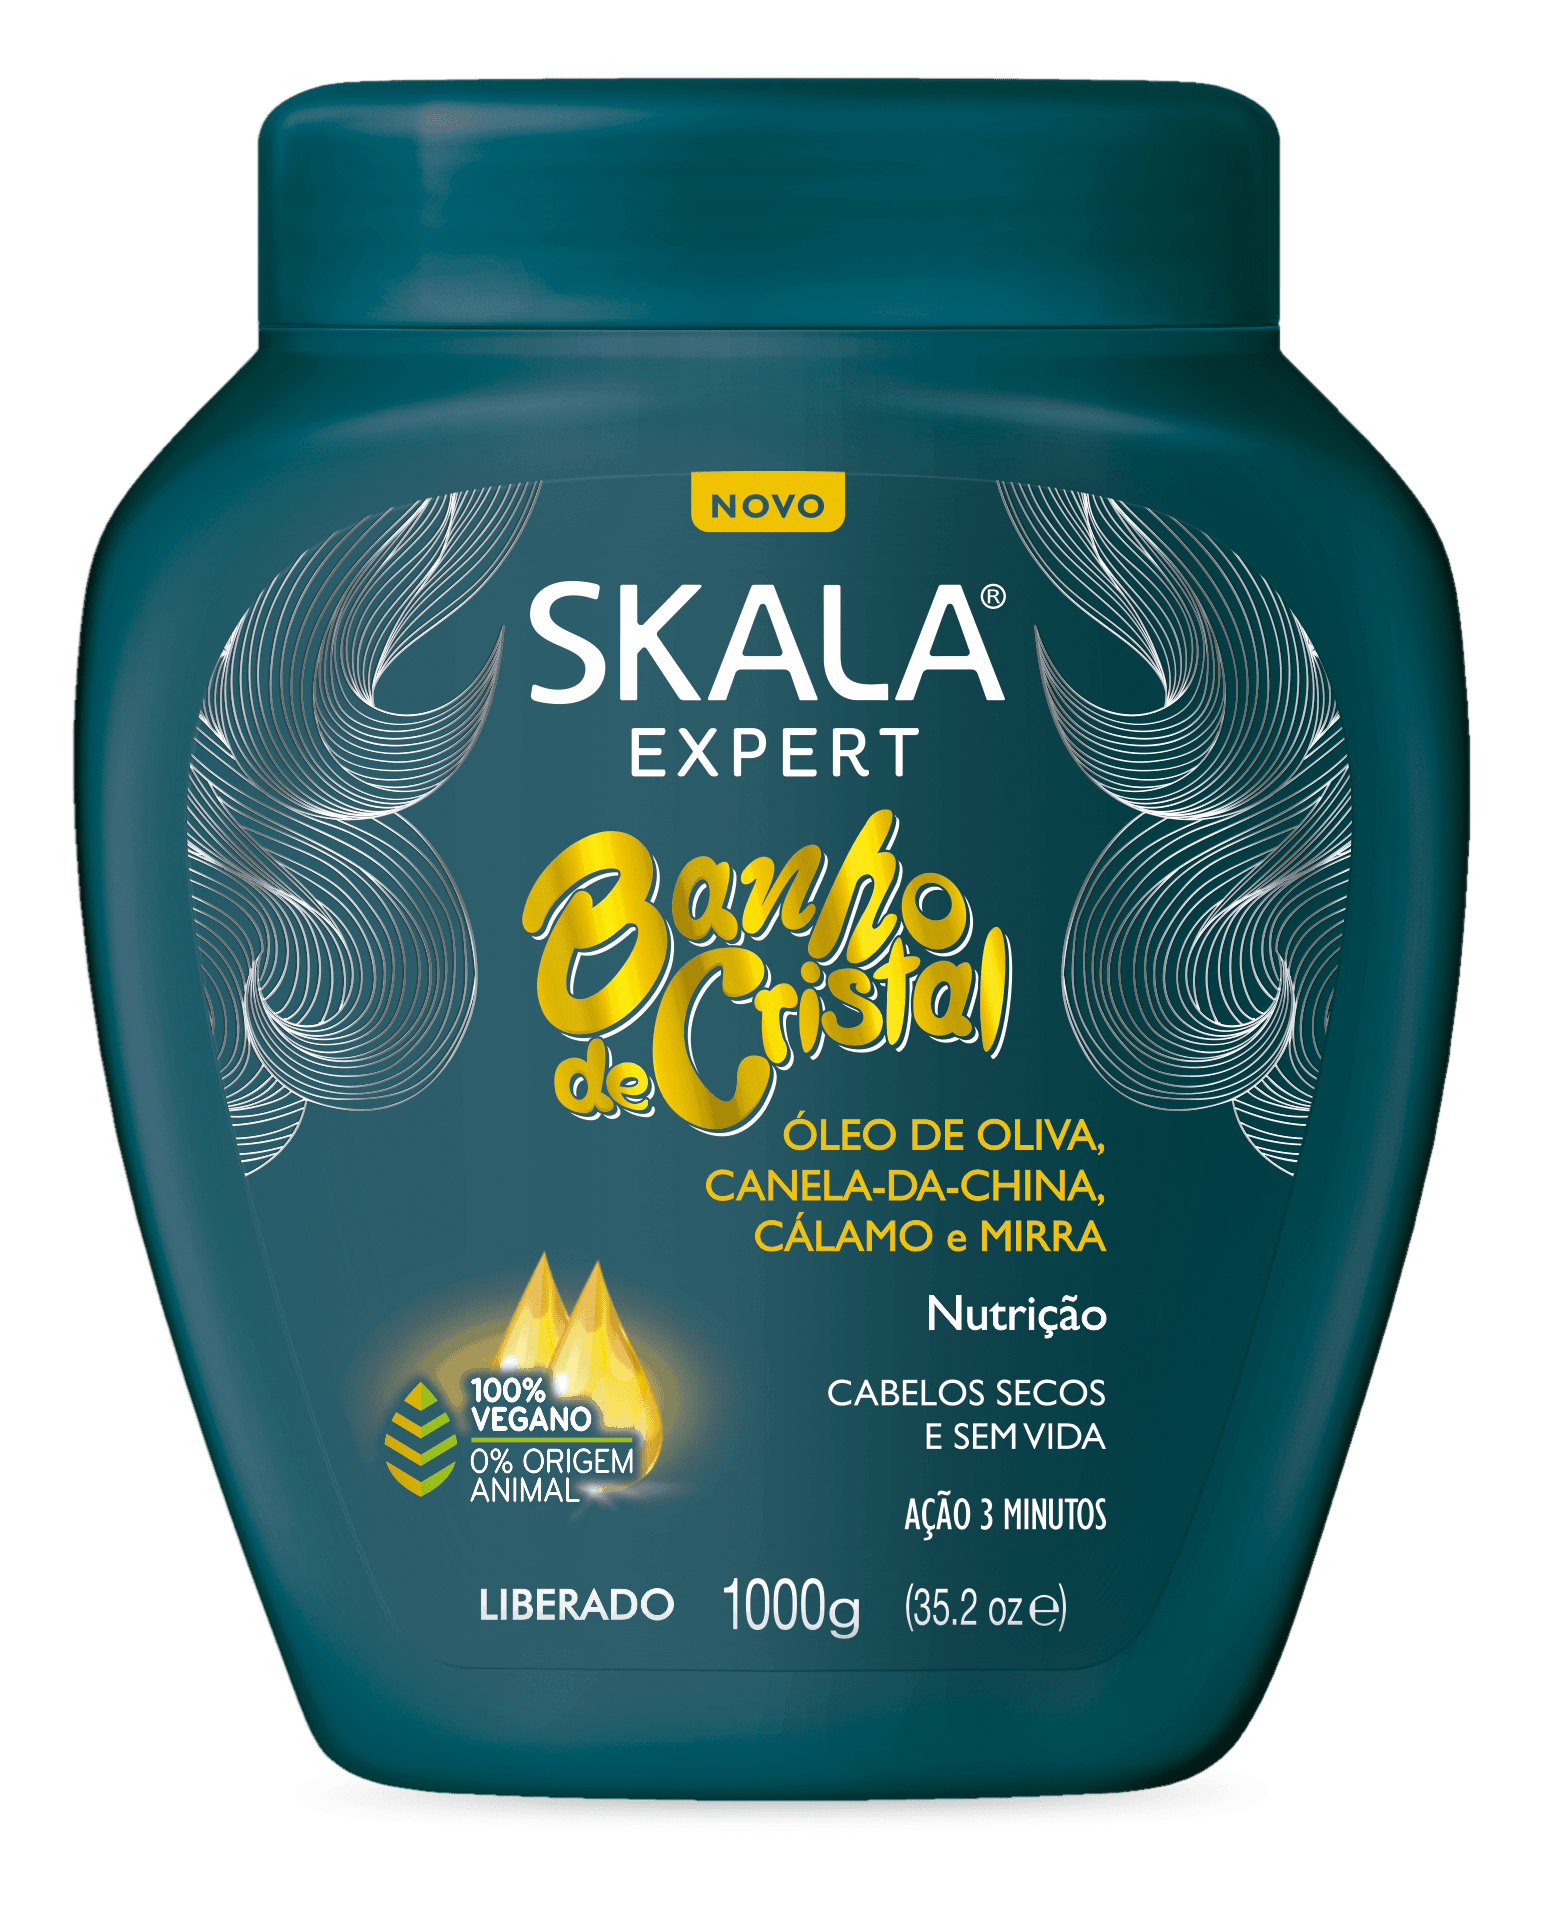 NOVO
SKALA®
EXPERT
Banho
de Cristal
ÓLEO DE OLIVA,
CANELA-DA-CHINA,
CÁLAMO e MIRRA
Nutrição
CABELOS SECOS
E SEM VIDA
AÇÃO 3 MINUTOS
100%
VEGANO
0% ORIGEM
ANIMAL
LIBERADO 1000g (35.2 oz ℮)